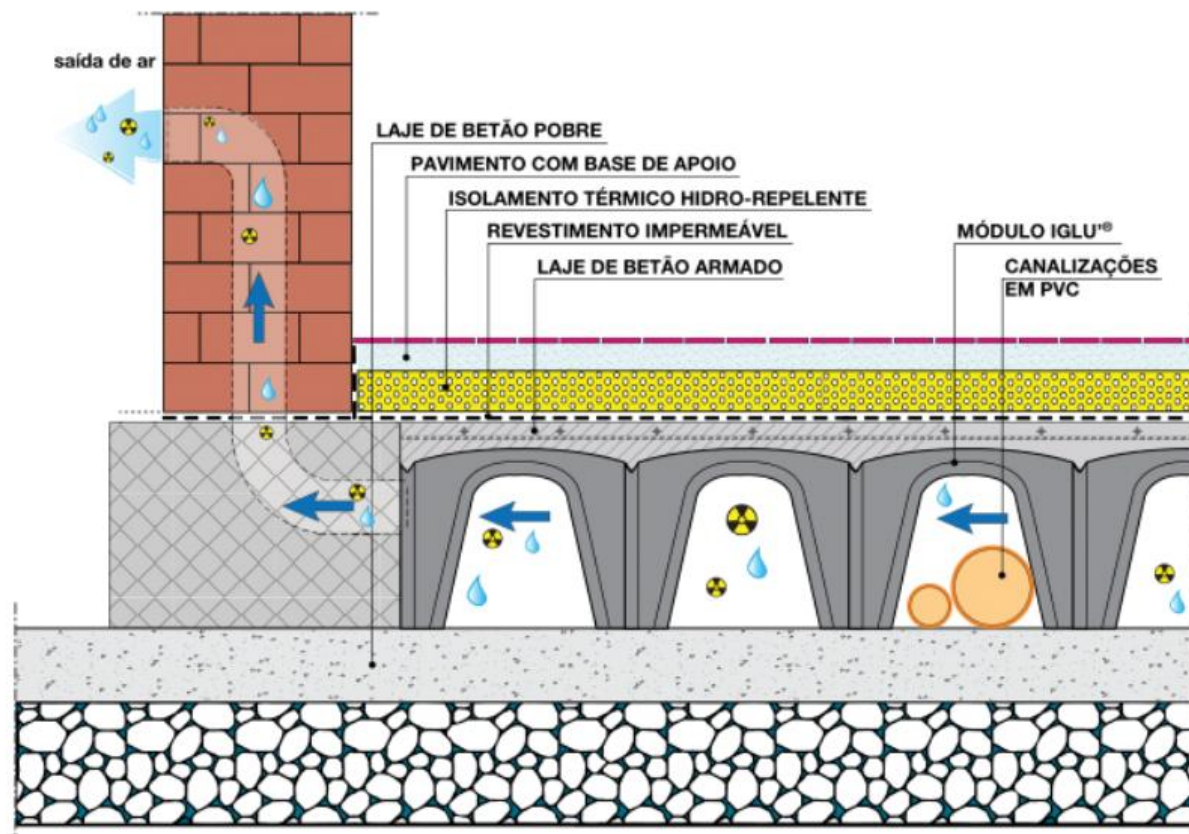 saída de ar
LAJE DE BETÃO POBRE
PAVIMENTO COM BASE DE APOIO
ISOLAMENTO TÉRMICO HIDRO-REPELENTE
REVESTIMENTO IMPERMEÁVEL
LAJE DE BETÃO ARMADO
MÓDULO IGLU'®
CANALIZAÇÕES
EM PVC